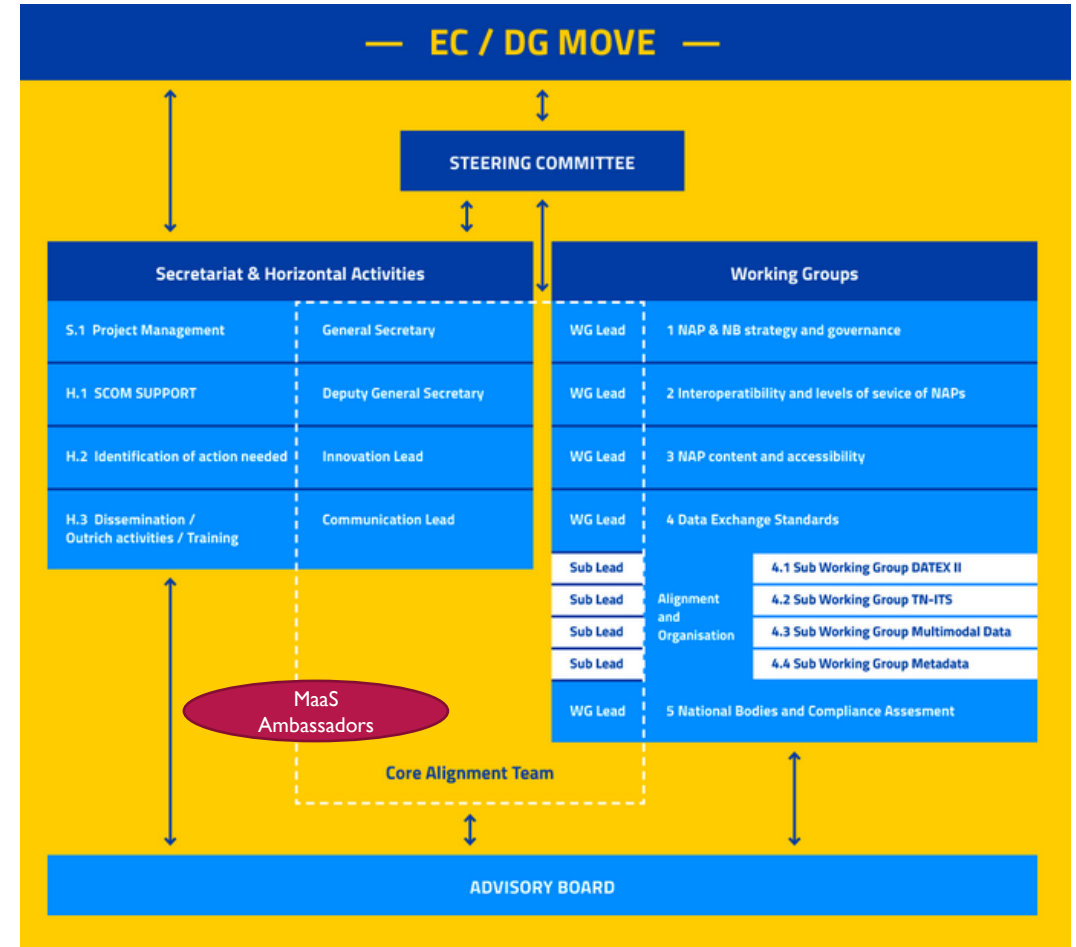 — EC / DG MOVE —
STEERING COMMITTEE
Secretariat & Horizontal Activities
S.1 Project Management
General Secretary
H.1 SCOM SUPPORT
Deputy General Secretary
H.2 Identification of action needed
Innovation Lead
H.3 Dissemination /
Outrich activities / Training
Communication Lead
Working Groups
WG Lead
1 NAP & NB strategy and governance
WG Lead
2 Interoperatibility and levels of sevice of NAPs
WG Lead
3 NAP content and accessibility
WG Lead
4 Data Exchange Standards
Sub Lead
Sub Lead
Sub Lead
Sub Lead
Alignment
and
Organisation
4.1 Sub Working Group DATEX II
4.2 Sub Working Group TN-ITS
4.3 Sub Working Group Multimodal Data
4.4 Sub Working Group Metadata
WG Lead
5 National Bodies and Compliance Assesment
MaaS
Ambassadors
Core Alignment Team
ADVISORY BOARD